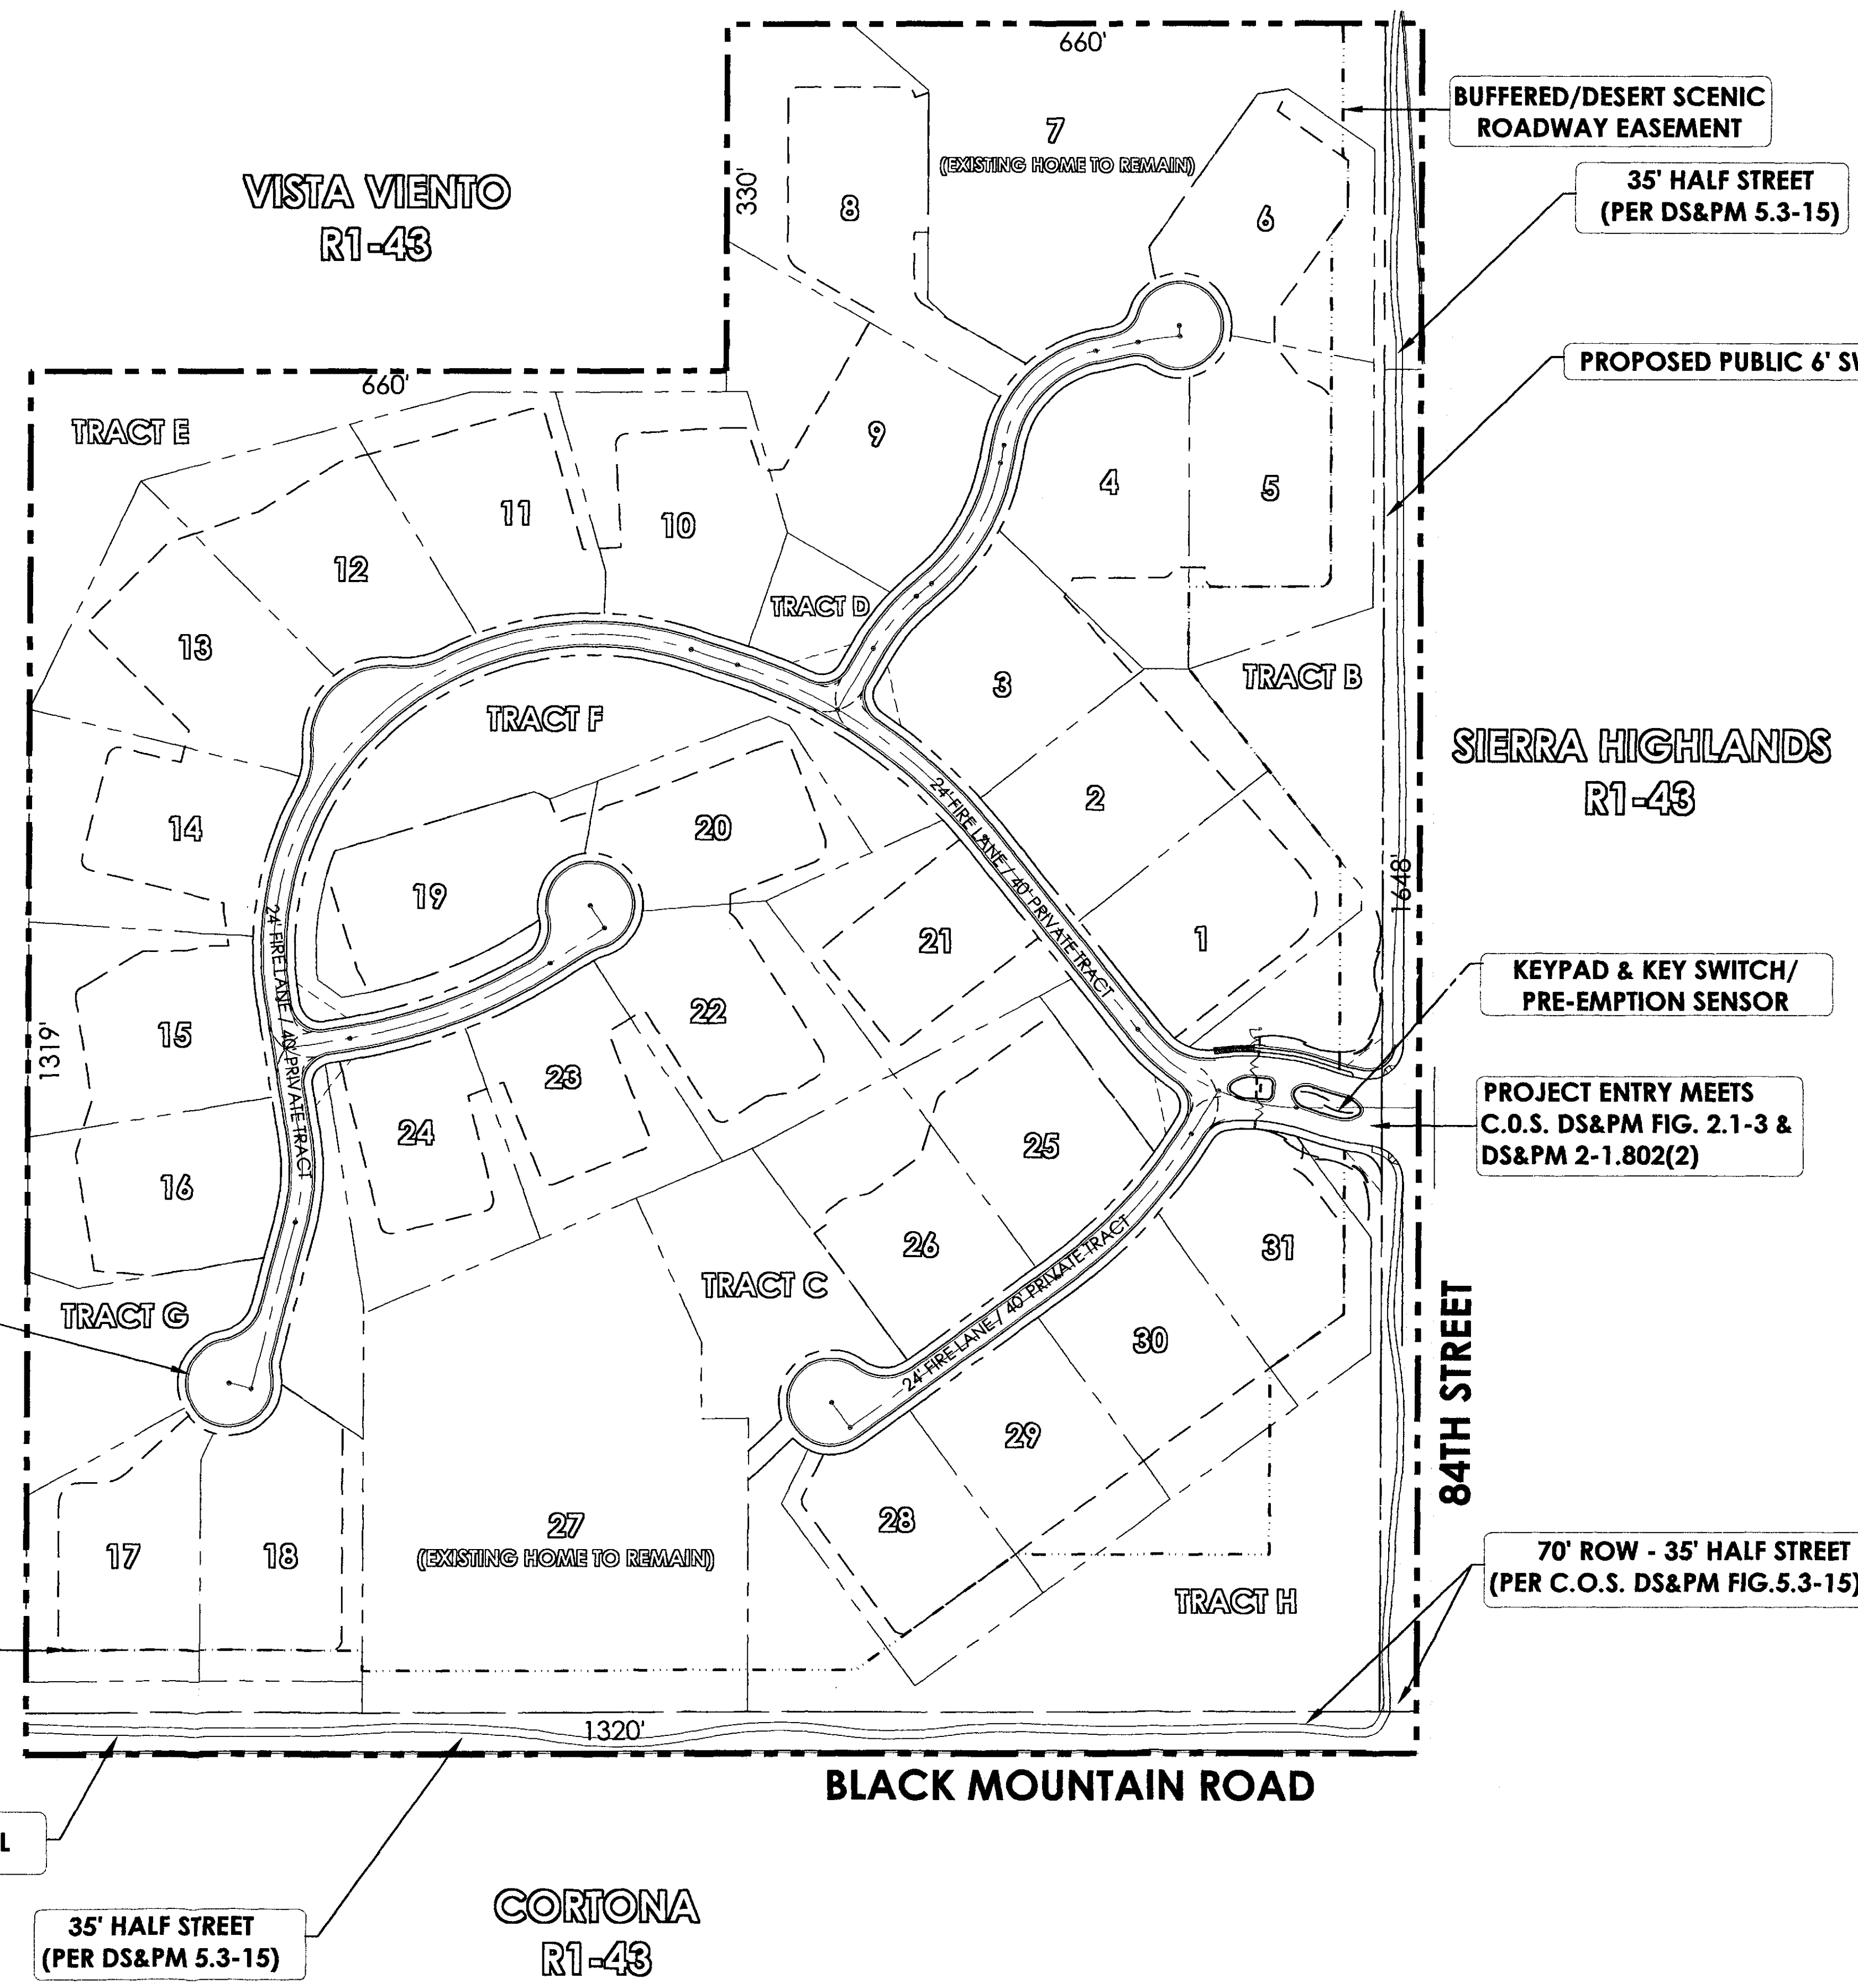 660'
BUFFERED/DESERT SCENIC
ROADWAY EASEMENT
7
(EXISTING HOME TO REMAIN)
35' HALF STREET
(PER DS&PM 5.3-15)
VISTA VIENTO
R1-43
330'
8
6
PROPOSED PUBLIC 6' SW
660'
TRACT E
9
4
5
11
10
12
TRACT D
13
3
TRACT B
TRACT F
SIERRA HIGHLANDS
R1-43
2
14
20
24' FIRE LANE / 40' PRIVATE TRACT
1648'
19
21
1
24' FIRE LANE / 40' PRIVATE TRACT
KEYPAD & KEY SWITCH/
PRE-EMPTION SENSOR
22
15
1319'
23
PROJECT ENTRY MEETS
C.O.S. DS&PM FIG. 2.1-3 &
DS&PM 2-1.802(2)
24
25
16
26
31
TRACT C
24' FIRE LANE / 40' PRIVATE TRACT
TRACT G
30
84TH STREET
29
28
27
(EXISTING HOME TO REMAIN)
17
18
70' ROW - 35' HALF STREET
(PER C.O.S. DS&PM FIG.5.3-15)
TRACT H
1320'
BLACK MOUNTAIN ROAD
L
CORTONA
R1-43
35' HALF STREET
(PER DS&PM 5.3-15)